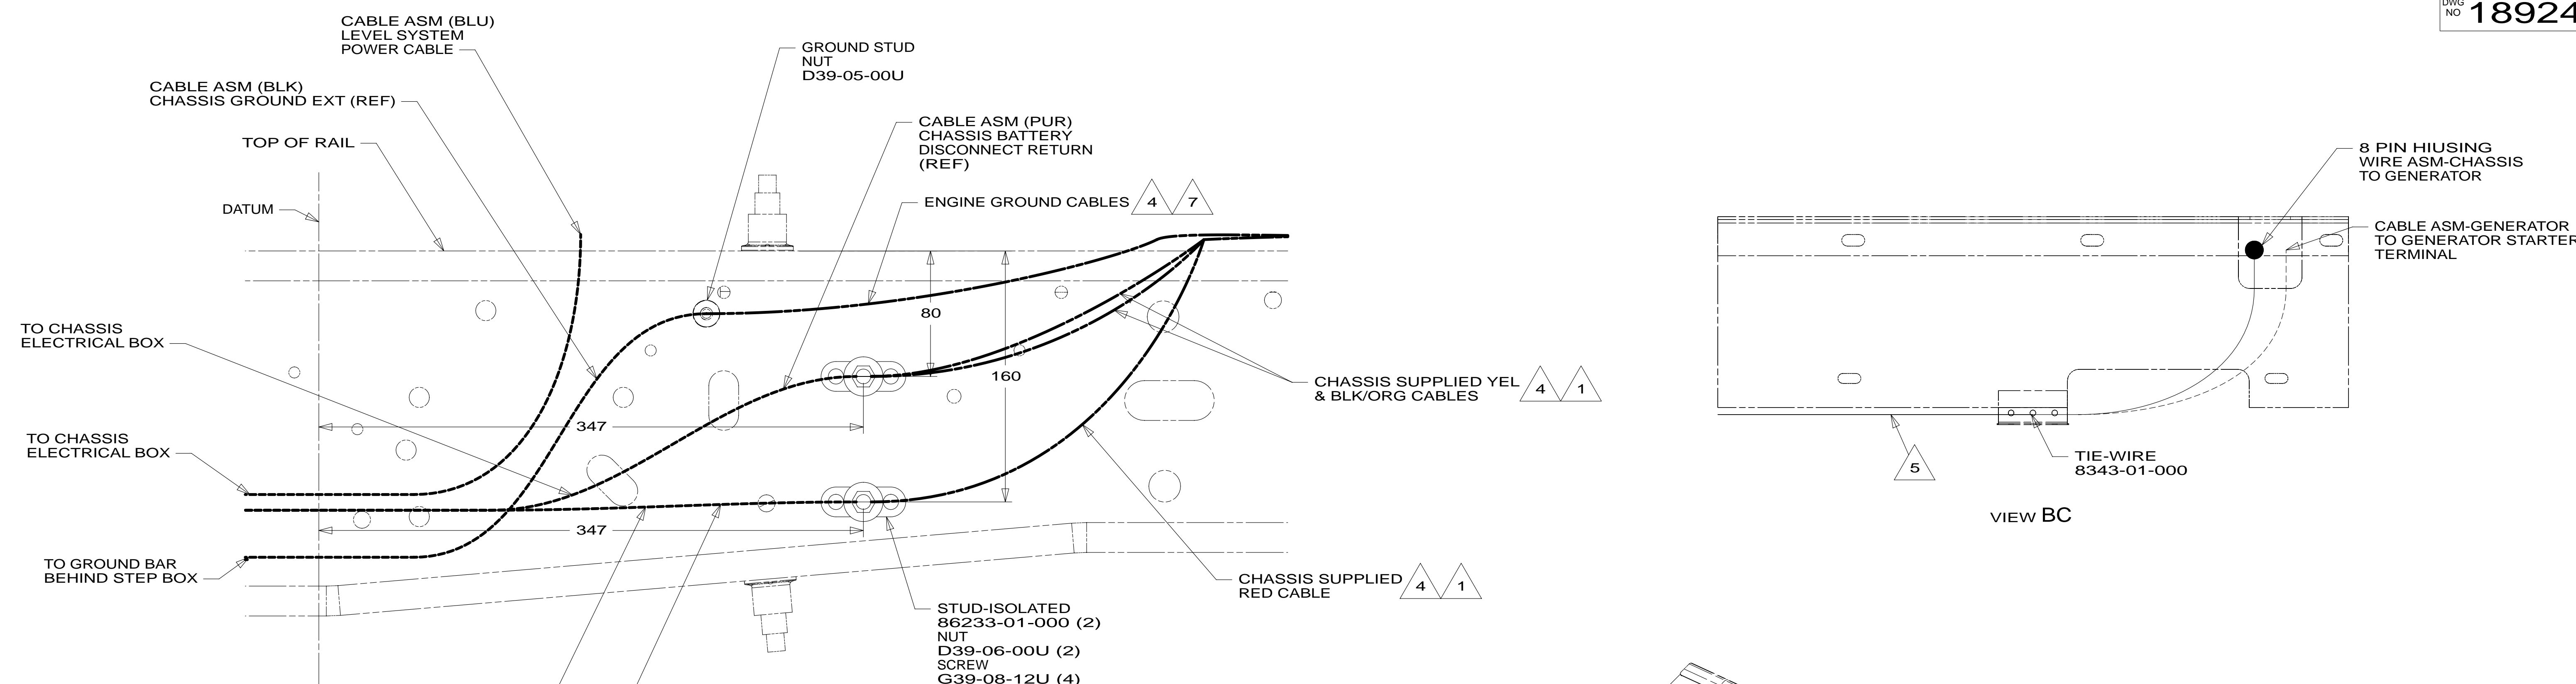 DWG
NO 18924
CABLE ASM (BLU)
LEVEL SYSTEM
POWER CABLE
GROUND STUD
NUT
D39-05-00U
CABLE ASM (BLK)
CHASSIS GROUND EXT (REF)
TOP OF RAIL
CABLE ASM (PUR)
CHASSIS BATTERY
DISCONNECT RETURN
(REF)
DATUM
ENGINE GROUND CABLES 4 7
80
160
TO CHASSIS
ELECTRICAL BOX
CHASSIS SUPPLIED YEL
& BLK/ORG CABLES 4 1
347
TO CHASSIS
ELECTRICAL BOX
347
TO GROUND BAR
BEHIND STEP BOX
CHASSIS SUPPLIED
RED CABLE 4 1
STUD-ISOLATED
86233-01-000 (2)
NUT
D39-06-00U (2)
SCREW
G39-08-12U (4)
8 PIN HIUSING
WIRE ASM-CHASSIS
TO GENERATOR
CABLE ASM-GENERATOR
TO GENERATOR STARTER
TERMINAL
5
TIE-WIRE
8343-01-000
VIEW BC